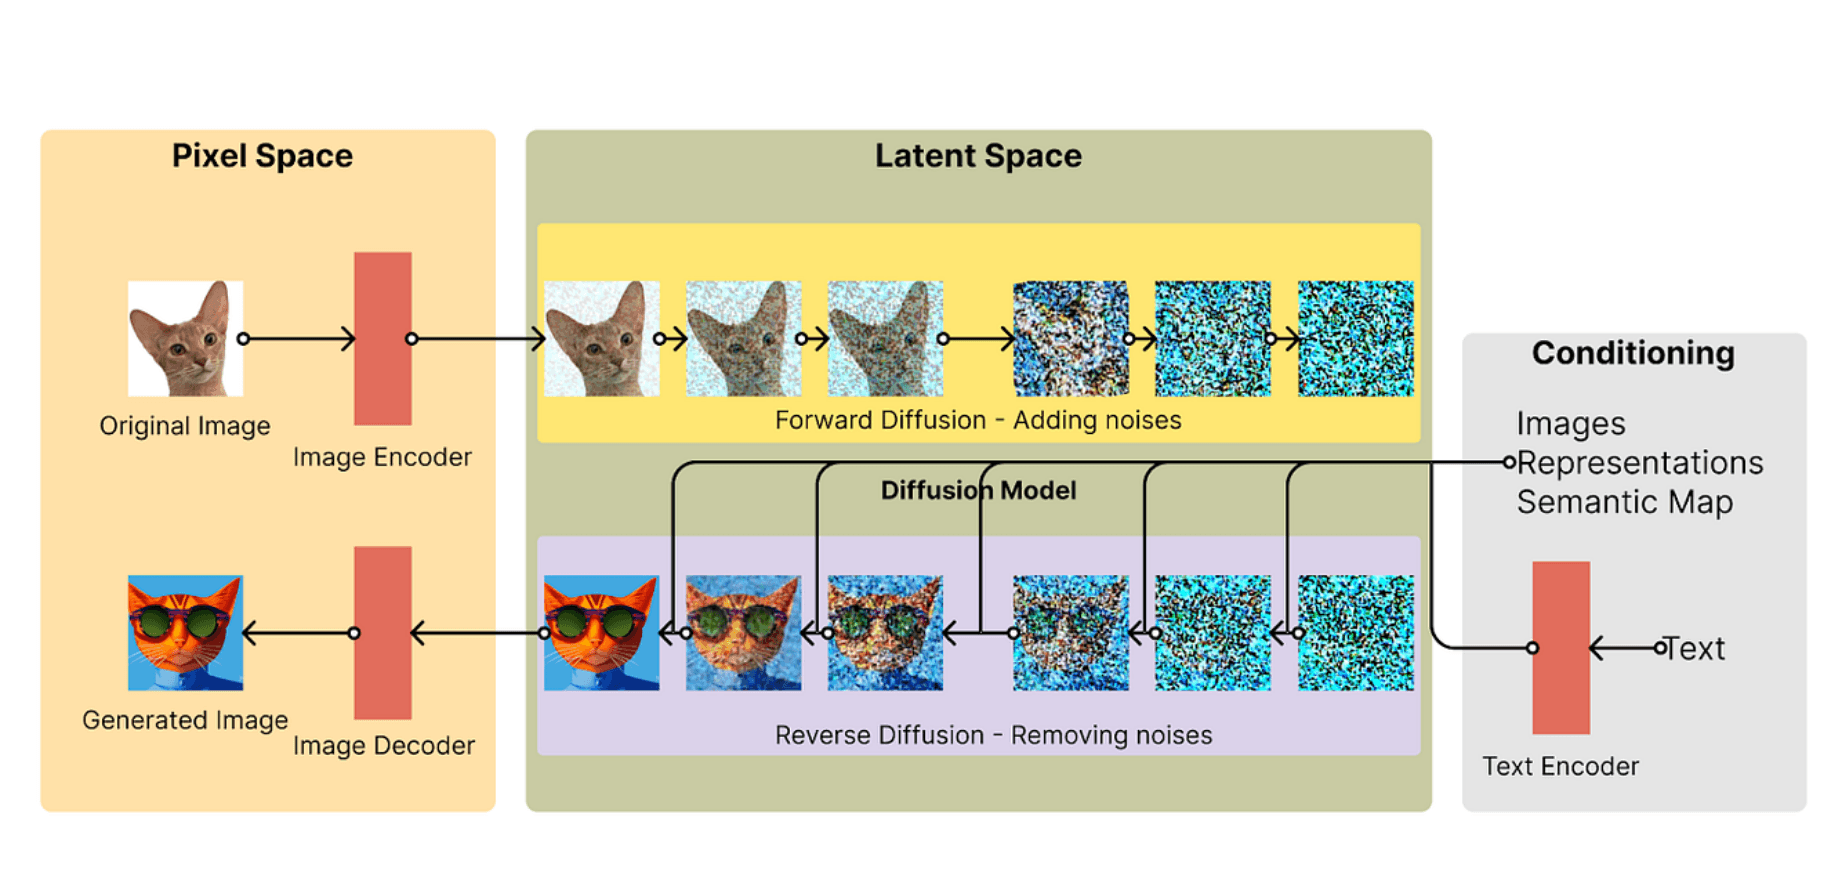 Pixel Space
Original Image
Image Encoder
Generated Image
Image Decoder
Latent Space
Forward Diffusion - Adding noises
Diffusion Model
Reverse Diffusion - Removing noises
Conditioning
Images
Representations
Semantic Map
Text
Text Encoder